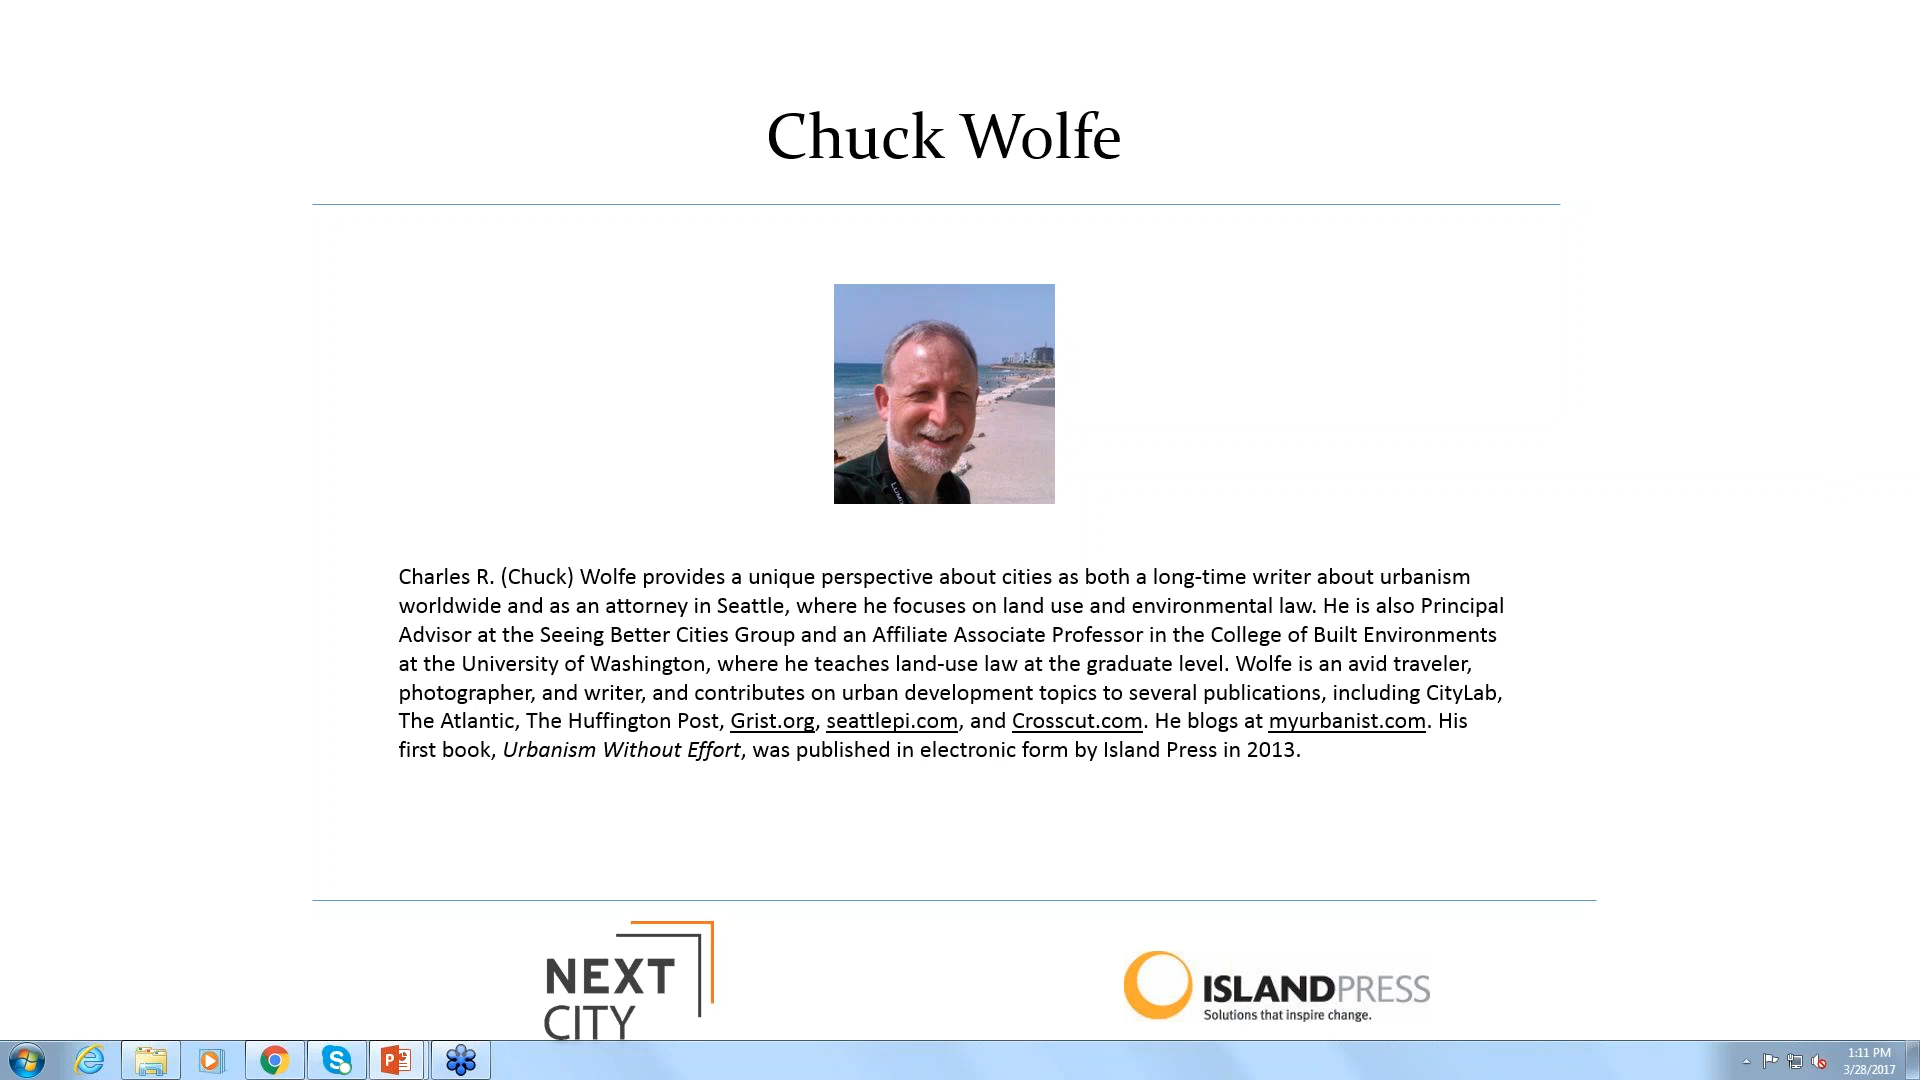 Chuck Wolfe
Charles R. (Chuck) Wolfe provides a unique perspective about cities as both a long-time writer about urbanism
worldwide and as an attorney in Seattle, where he focuses on land use and environmental law. He is also Principal
Advisor at the Seeing Better Cities Group and an Affiliate Associate Professor in the College of Built Environments
at the University of Washington, where he teaches land-use law at the graduate level. Wolfe is an avid traveler,
photographer, and writer, and contributes on urban development topics to several publications, including CityLab,
The Atlantic, The Huffington Post, Grist.org, seattlepi.com, and Crosscut.com. He blogs at myurbanist.com. His
first book, Urbanism Without Effort, was published in electronic form by Island Press in 2013.
NEXT
CITY
ISLANDPRESS
Solutions that inspire change.
1:11 PM
3/28/2017